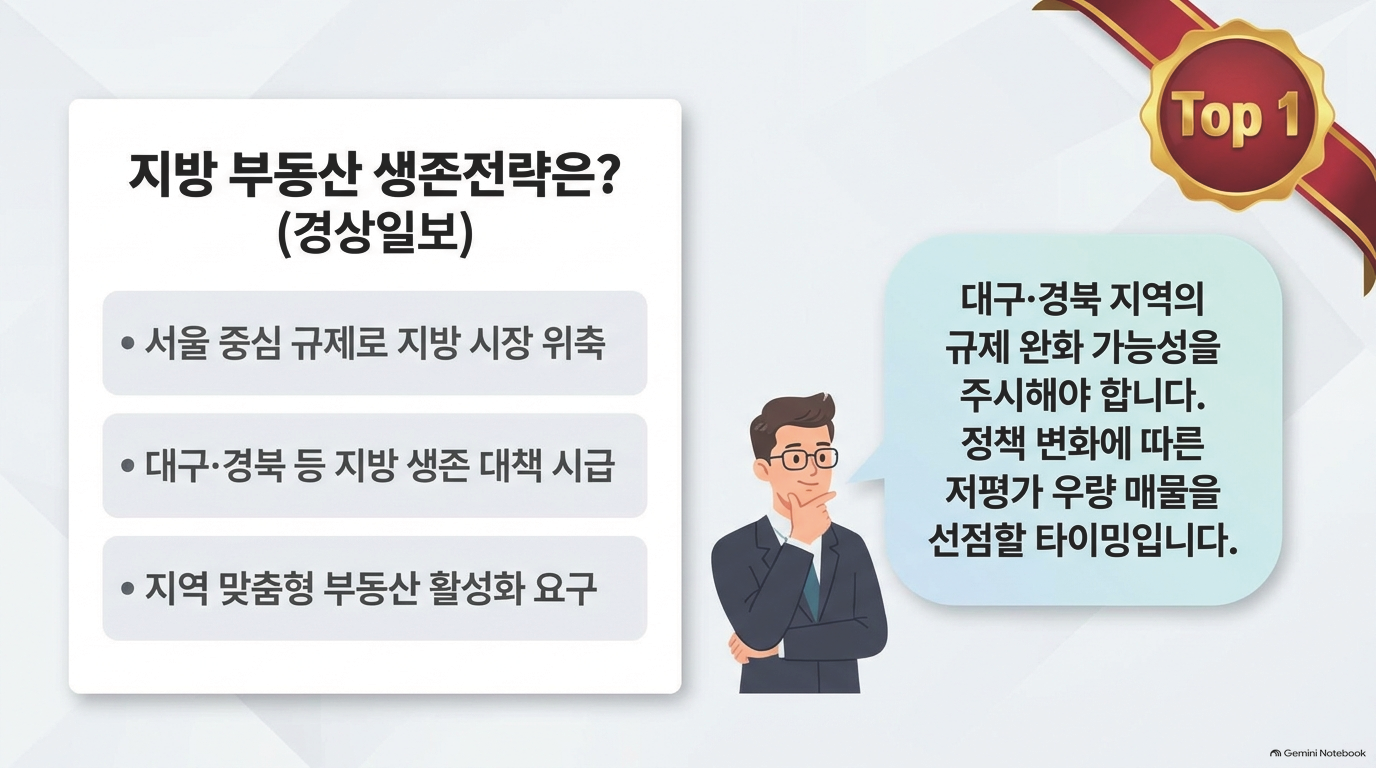 Top 1
지방 부동산 생존전략은?
(경상일보)
• 서울 중심 규제로 지방 시장 위축
• 대구·경북 등 지방 생존 대책 시급
• 지역 맞춤형 부동산 활성화 요구
대구·경북 지역의
규제 완화 가능성을
주시해야 합니다.
정책 변화에 따른
저평가 우량 매물을
선점할 타이밍입니다.
Gemini Notebook